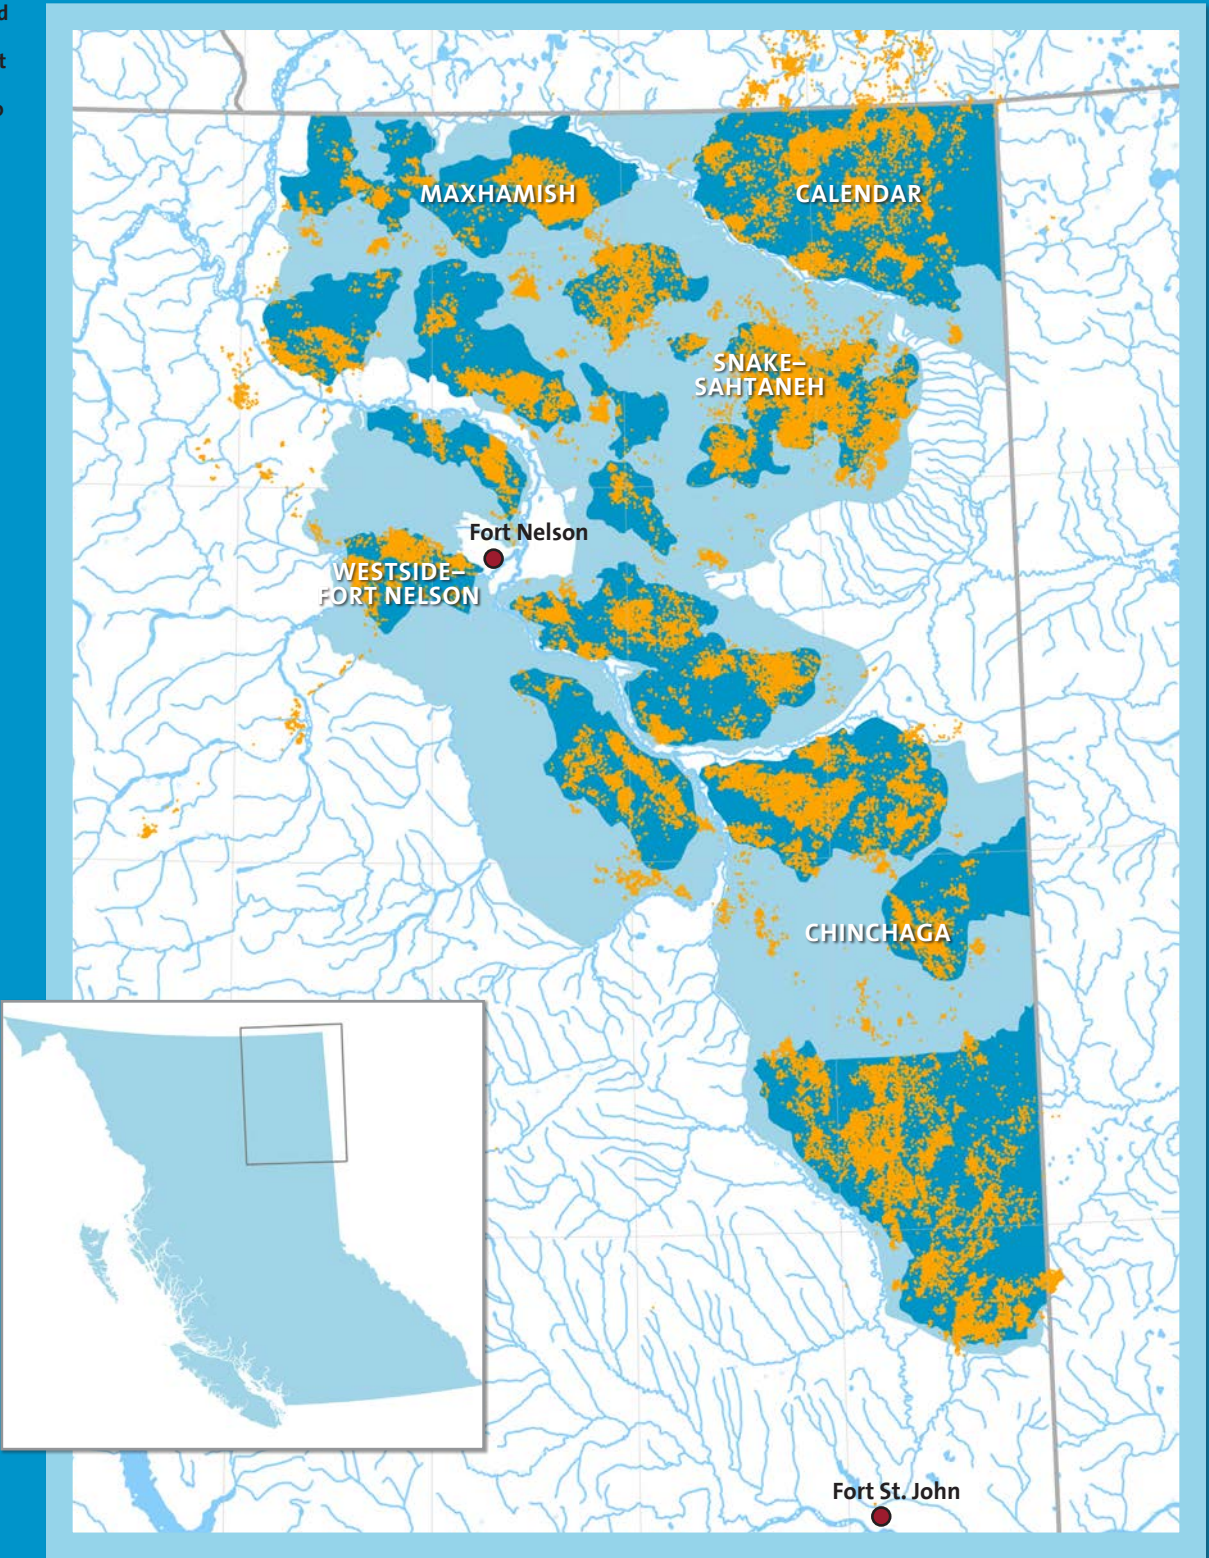 d
t
MAXHAMISH
CALENDAR
SNAKE–
SAHTANEH
Fort Nelson
WESTSIDE–
FORT NELSON
CHINCHAGA
Fort St. John